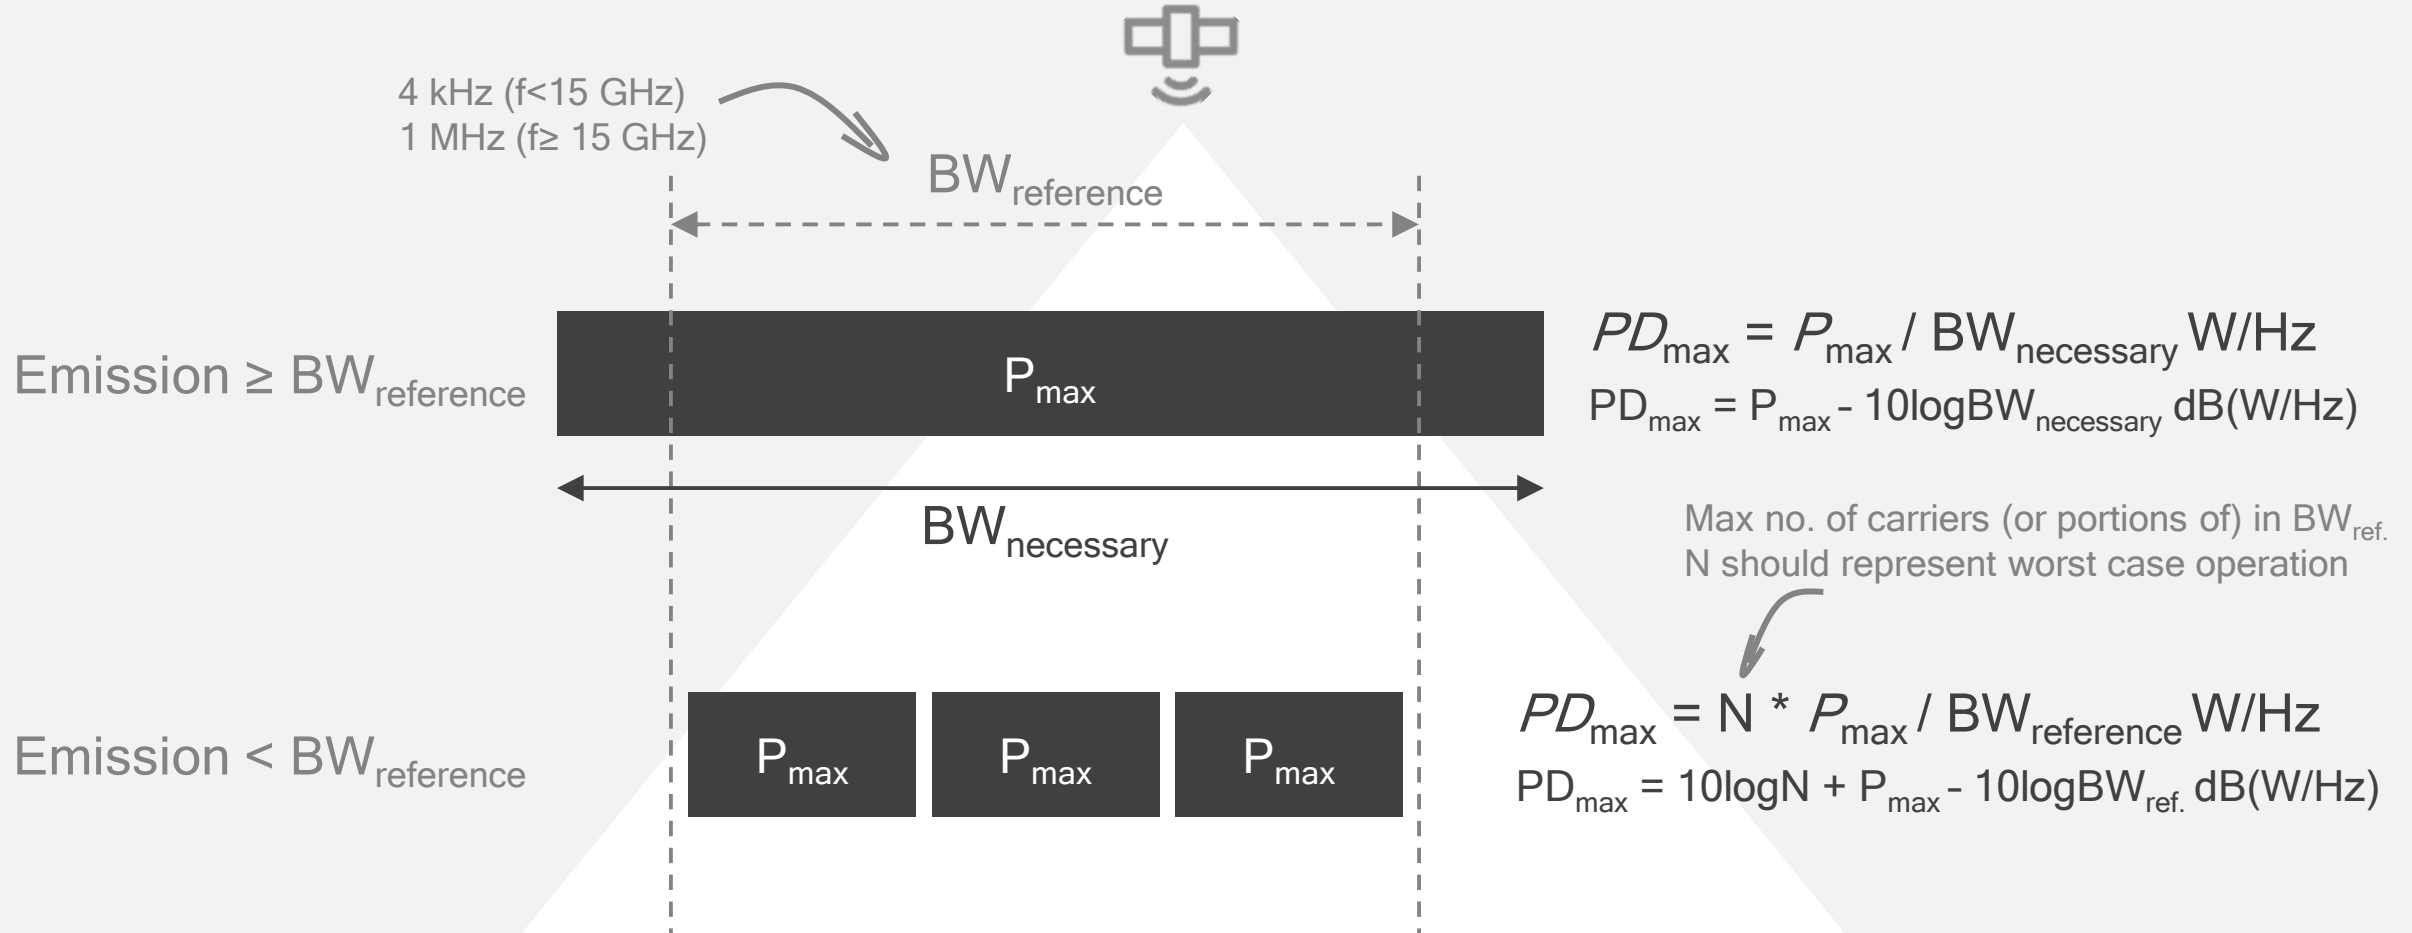 4 kHz (f<15 GHz)
1 MHz (f≥ 15 GHz)
BWreference
Emission ≥ BWreference
Pmax
PDmax = Pmax / BWnecessary W/Hz
PDmax = Pmax - 10logBWnecessary dB(W/Hz)
BWnecessary
Max no. of carriers (or portions of) in BWref.
N should represent worst case operation
Emission < BWreference
Pmax
Pmax
Pmax
PDmax = N * Pmax / BWreference W/Hz
PDmax = 10logN + Pmax - 10logBWref. dB(W/Hz)